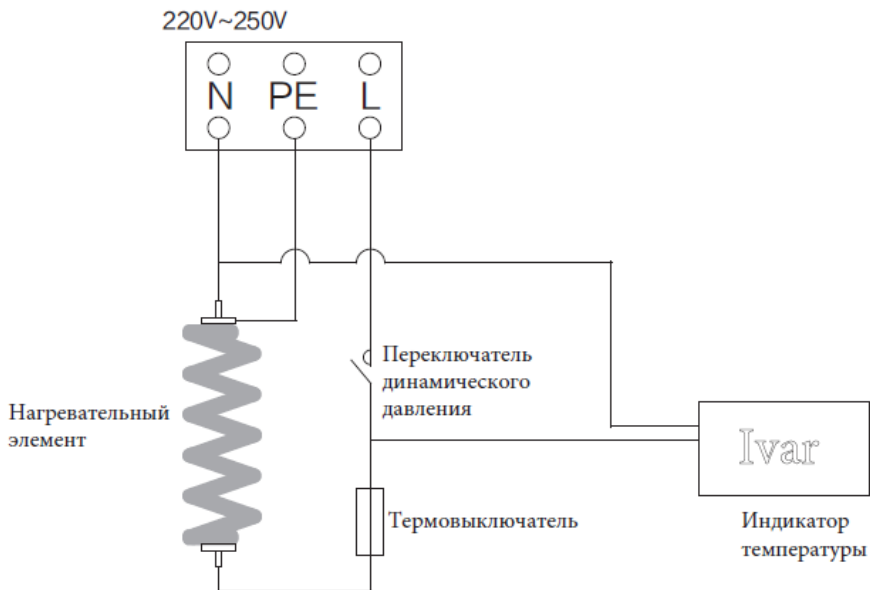 220V~250V
N PE L
Переключатель
динамического
давления
Нагревательный
элемент
Ivar
Термовыключатель
Индикатор
температуры